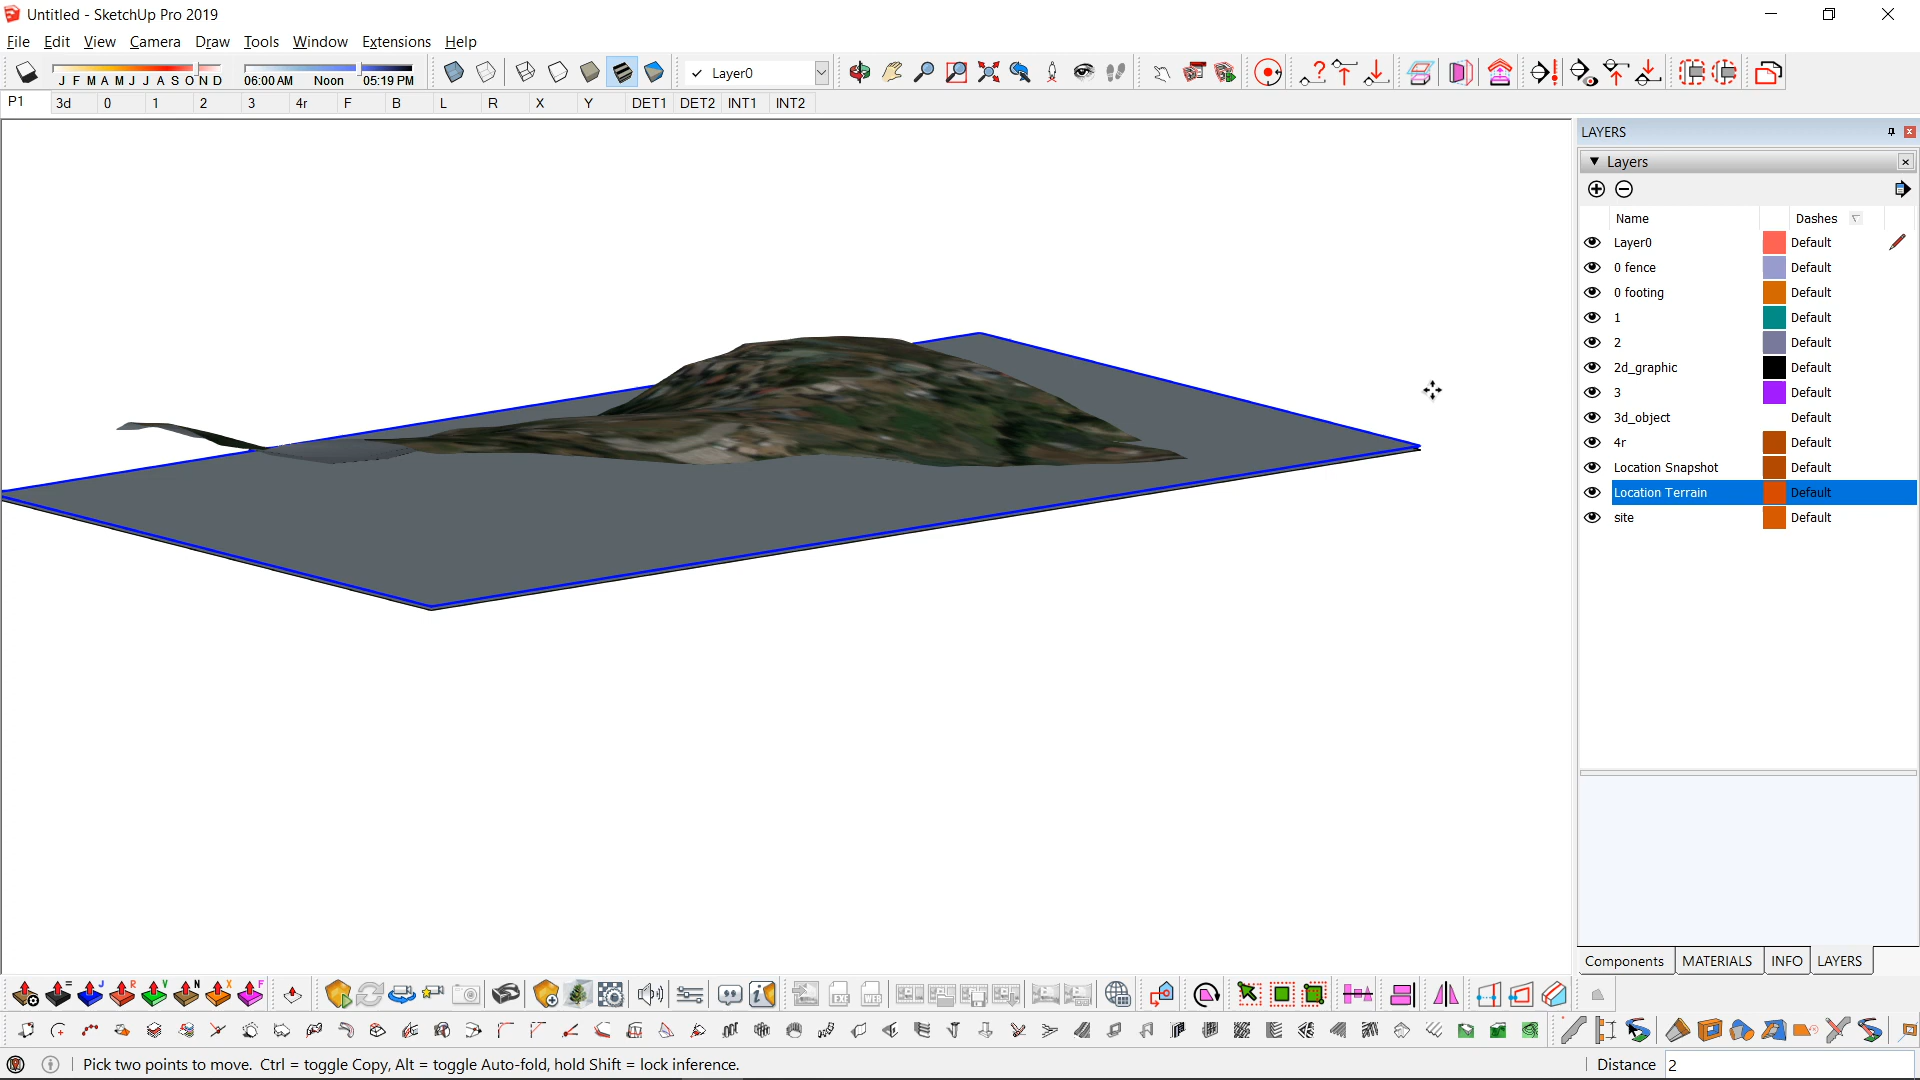 Untitled - SketchUp Pro 2019
File Edit View Camera Draw Tools Window Extensions Help
J F M A M J J A S O N D 06:00 AM Noon 05:19 PM
Layer0
P1 3d 0 1 2 3 4r F B L R X Y DET1 DET2 INT1 INT2
LAYERS
Layers
Name Dashes
Layer0 Default
0 fence Default
0 footing Default
1 Default
2 Default
2d_graphic Default
3 Default
3d_object Default
4r Default
Location Snapshot Default
Location Terrain Default
site Default
Components MATERIALS INFO LAYERS
Pick two points to move. Ctrl = toggle Copy, Alt = toggle Auto-fold, hold Shift = lock inference.
Distance 2